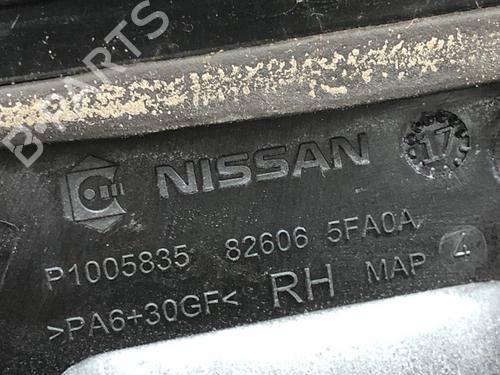 B-PARTS
NISSAN 17
P1005835 82606 5FA0A
>PA6+30GF< RH MAP 4